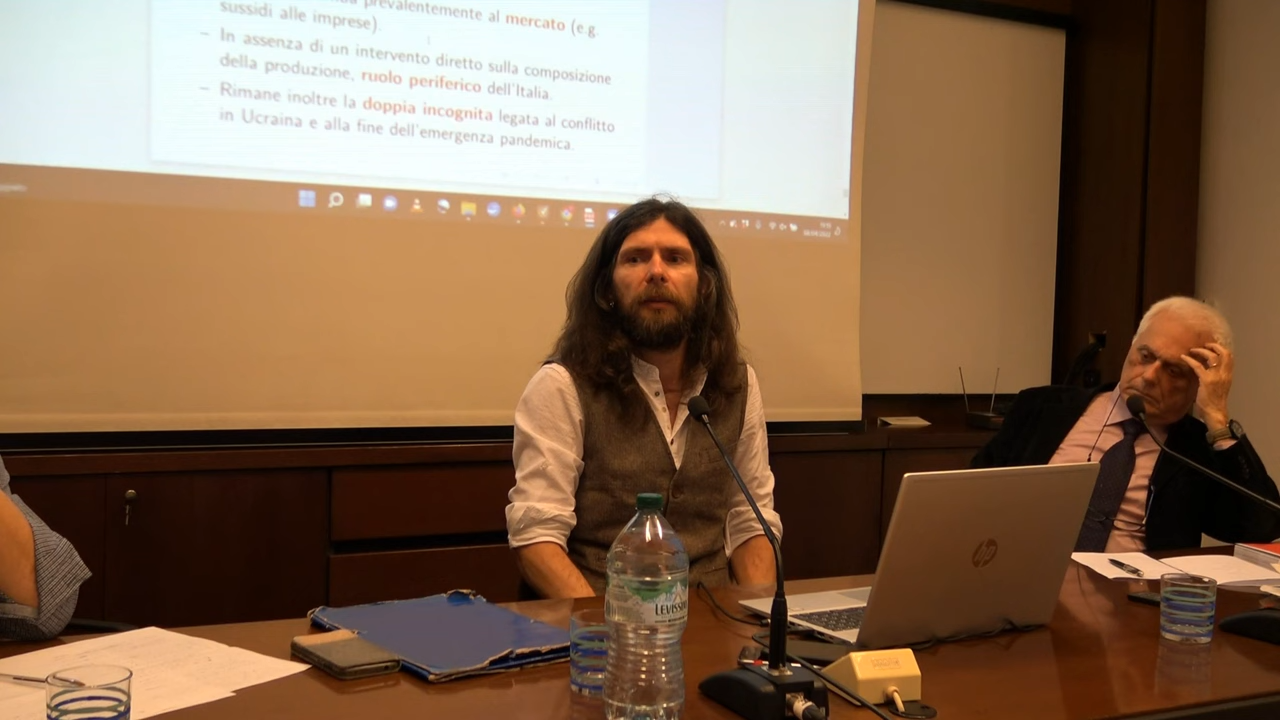 prevalentemente al mercato (e.g.
sussidi alle imprese).
– In assenza di un intervento diretto sulla composizione
della produzione, ruolo periferico dell'Italia.
– Rimane inoltre la doppia incognita legata al conflitto
in Ucraina e alla fine dell'emergenza pandemica.
hp
LEVISSIMA